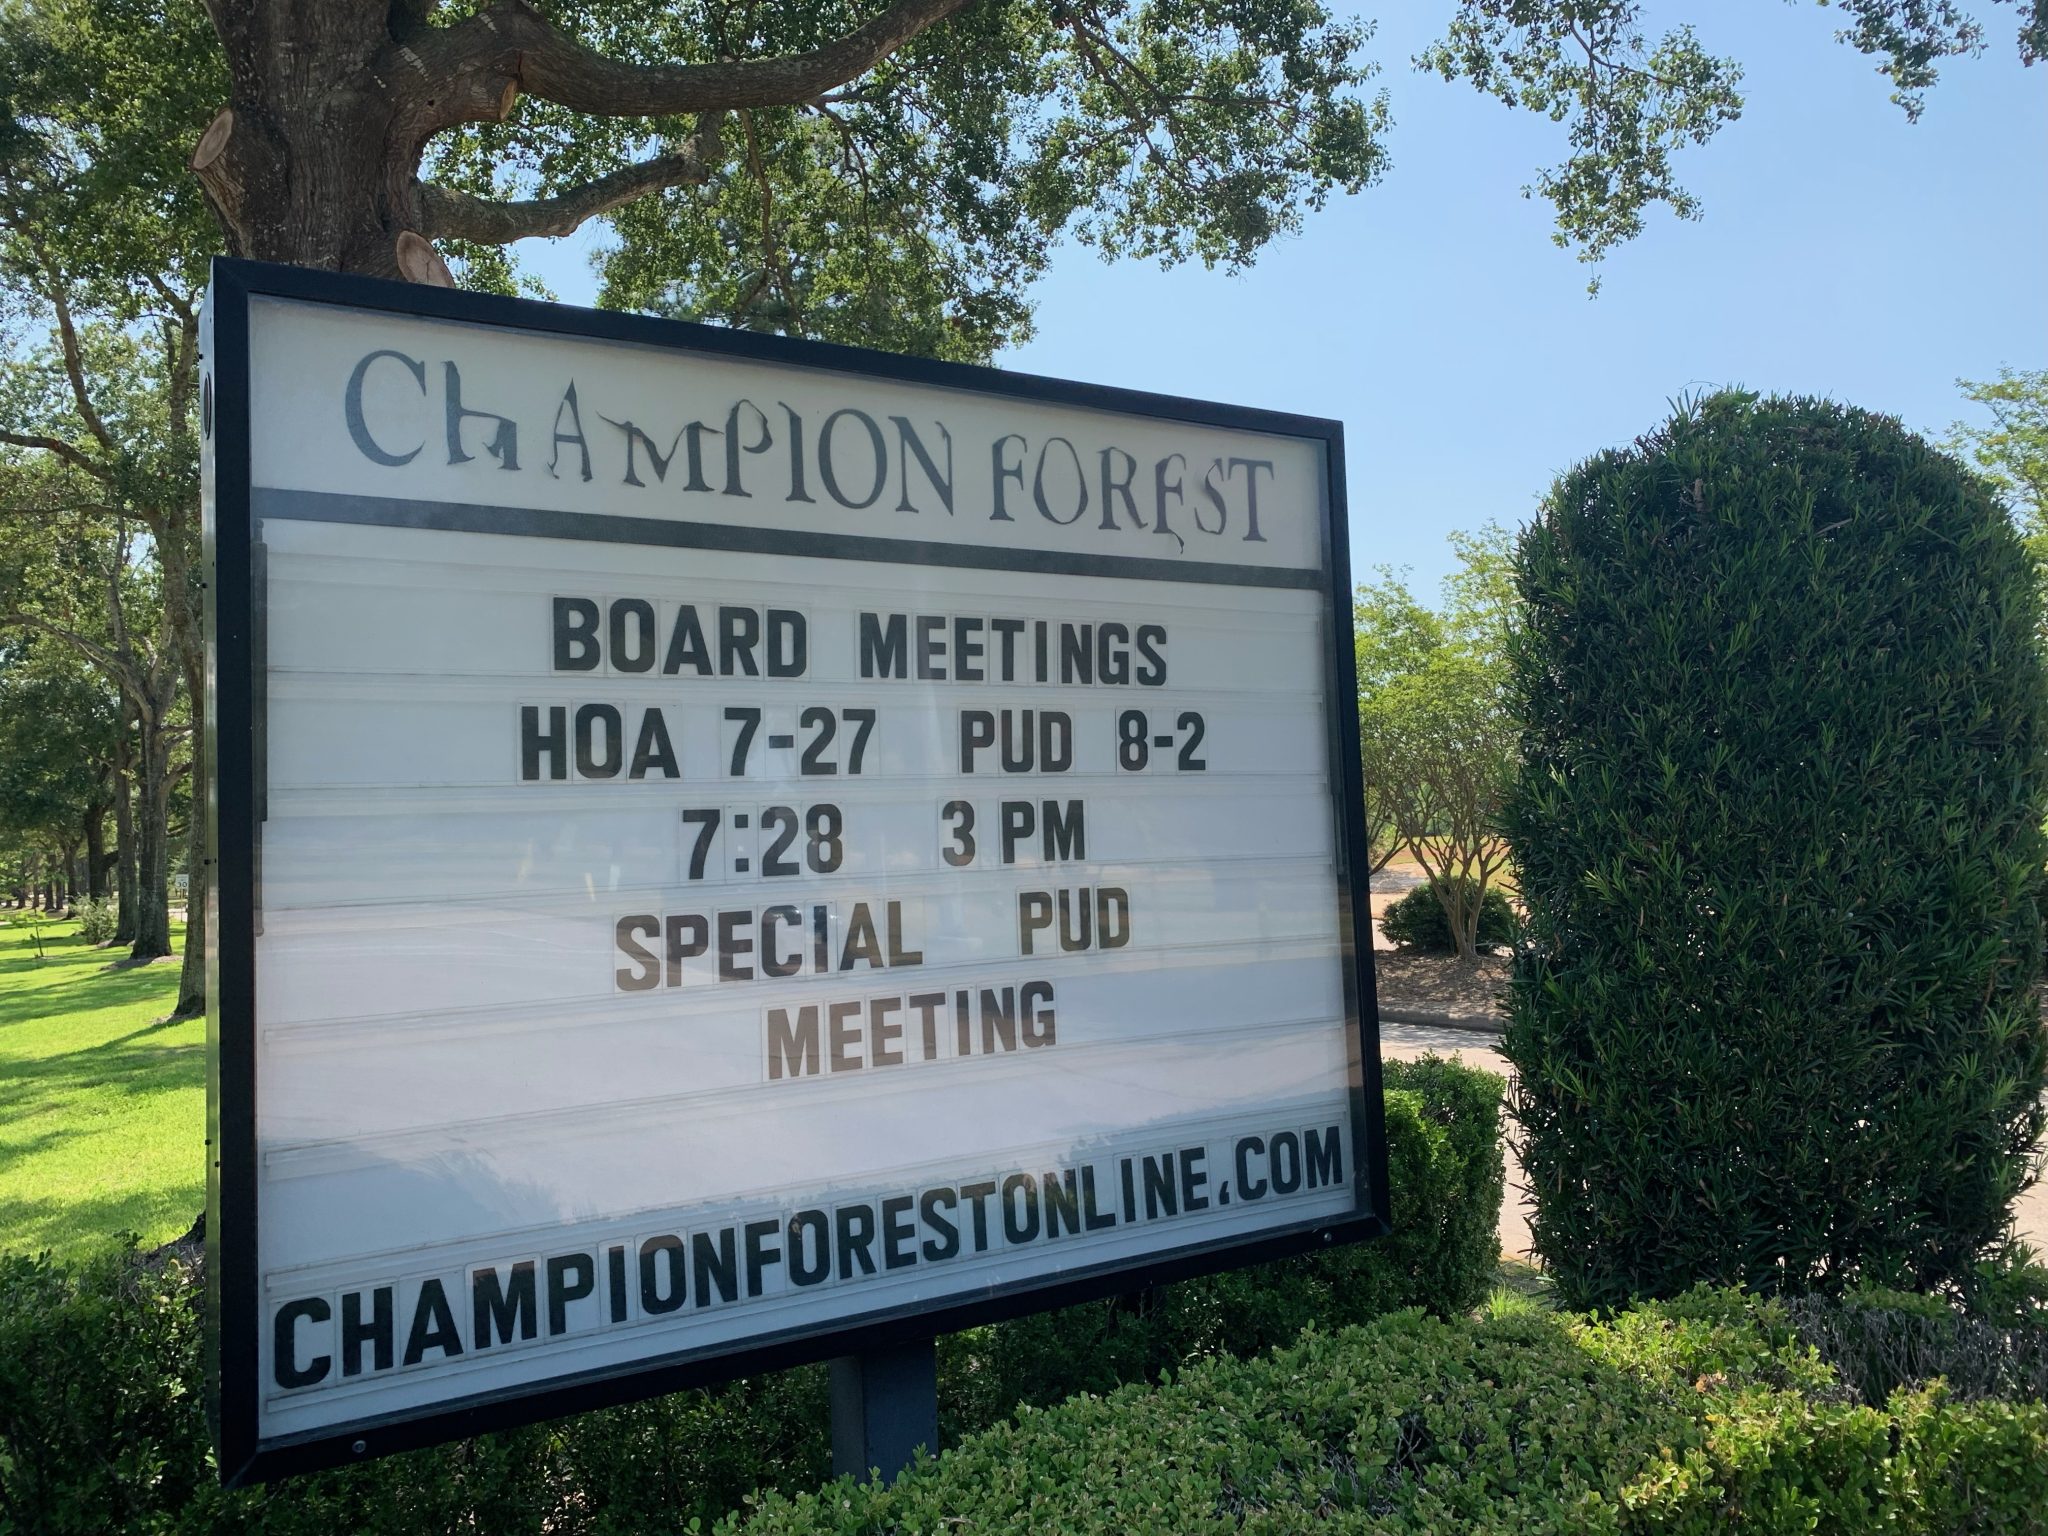 CHAMPION FOREST
BOARD MEETINGS
HOA 7-27 PUD 8-2
7:28 3 PM
SPECIAL PUD
MEETING
CHAMPIONFORESTONLINE.COM